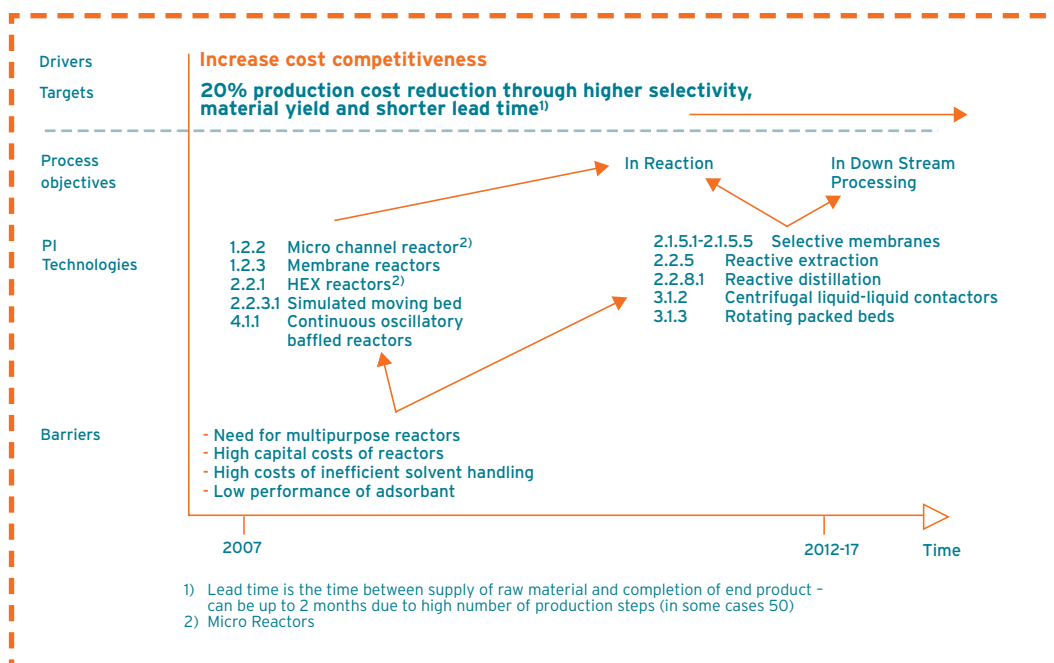 Drivers
Increase cost competitiveness
Targets
20% production cost reduction through higher selectivity,
material yield and shorter lead time1)
Process
objectives
In Reaction
In Down Stream
Processing
PI
Technologies
1.2.2 Micro channel reactor2)
1.2.3 Membrane reactors
2.2.1 HEX reactors2)
2.2.3.1 Simulated moving bed
4.1.1 Continuous oscillatory
baffled reactors
2.1.5.1-2.1.5.5 Selective membranes
2.2.5 Reactive extraction
2.2.8.1 Reactive distillation
3.1.2 Centrifugal liquid-liquid contactors
3.1.3 Rotating packed beds
Barriers
- Need for multipurpose reactors
- High capital costs of reactors
- High costs of inefficient solvent handling
- Low performance of adsorbant
2007
2012-17
Time
1) Lead time is the time between supply of raw material and completion of end product –
can be up to 2 months due to high number of production steps (in some cases 50)
2) Micro Reactors